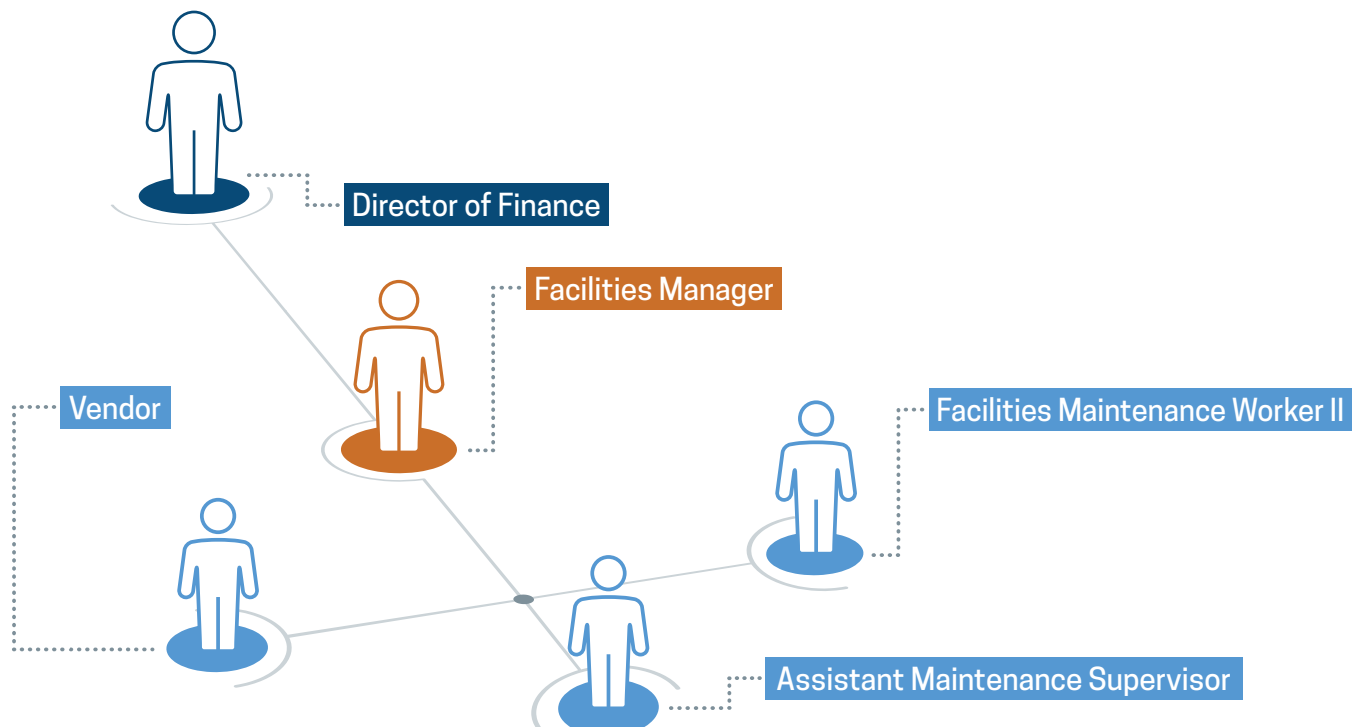 Director of Finance
Facilities Manager
Vendor
Facilities Maintenance Worker II
Assistant Maintenance Supervisor